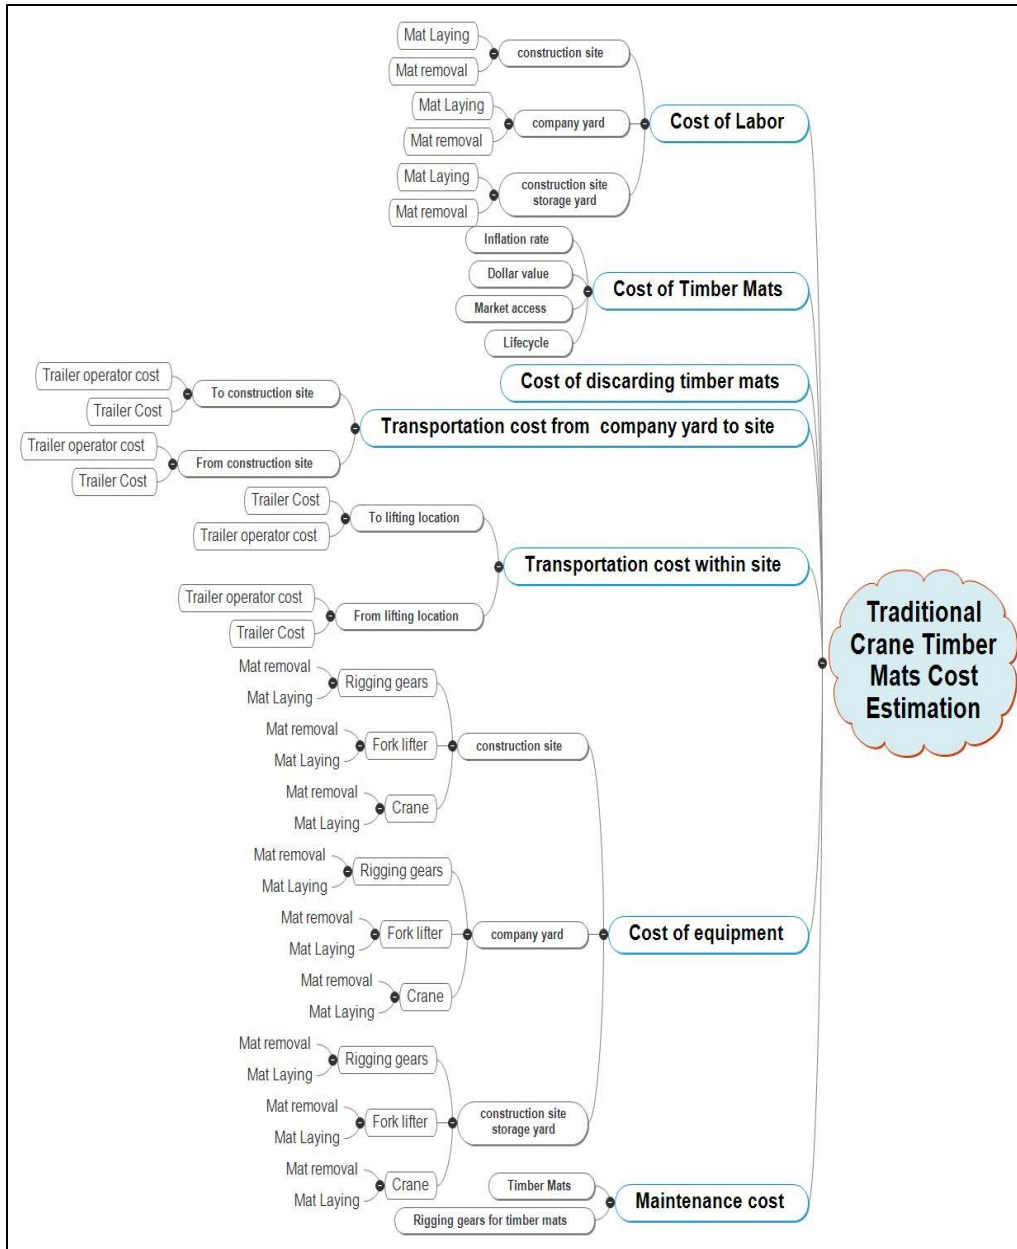 Mat Laying
Mat removal
construction site
Mat Laying
Mat removal
company yard
Cost of Labor
Mat Laying
Mat removal
construction site
storage yard
Inflation rate
Dollar value
Market access
Lifecycle
Cost of Timber Mats
Cost of discarding timber mats
Trailer operator cost
Trailer Cost
To construction site
Trailer operator cost
Trailer Cost
From construction site
Transportation cost from company yard to site
Trailer Cost
Trailer operator cost
To lifting location
Trailer operator cost
Trailer Cost
From lifting location
Transportation cost within site
Traditional
Crane Timber
Mats Cost
Estimation
Mat removal
Mat Laying
Rigging gears
Mat removal
Mat Laying
Fork lifter
Mat removal
Mat Laying
Crane
construction site
Mat removal
Mat Laying
Rigging gears
Mat removal
Mat Laying
Fork lifter
Mat removal
Mat Laying
Crane
company yard
Cost of equipment
Mat removal
Mat Laying
Rigging gears
Mat removal
Mat Laying
Fork lifter
Mat removal
Mat Laying
Crane
construction site
storage yard
Timber Mats
Rigging gears for timber mats
Maintenance cost